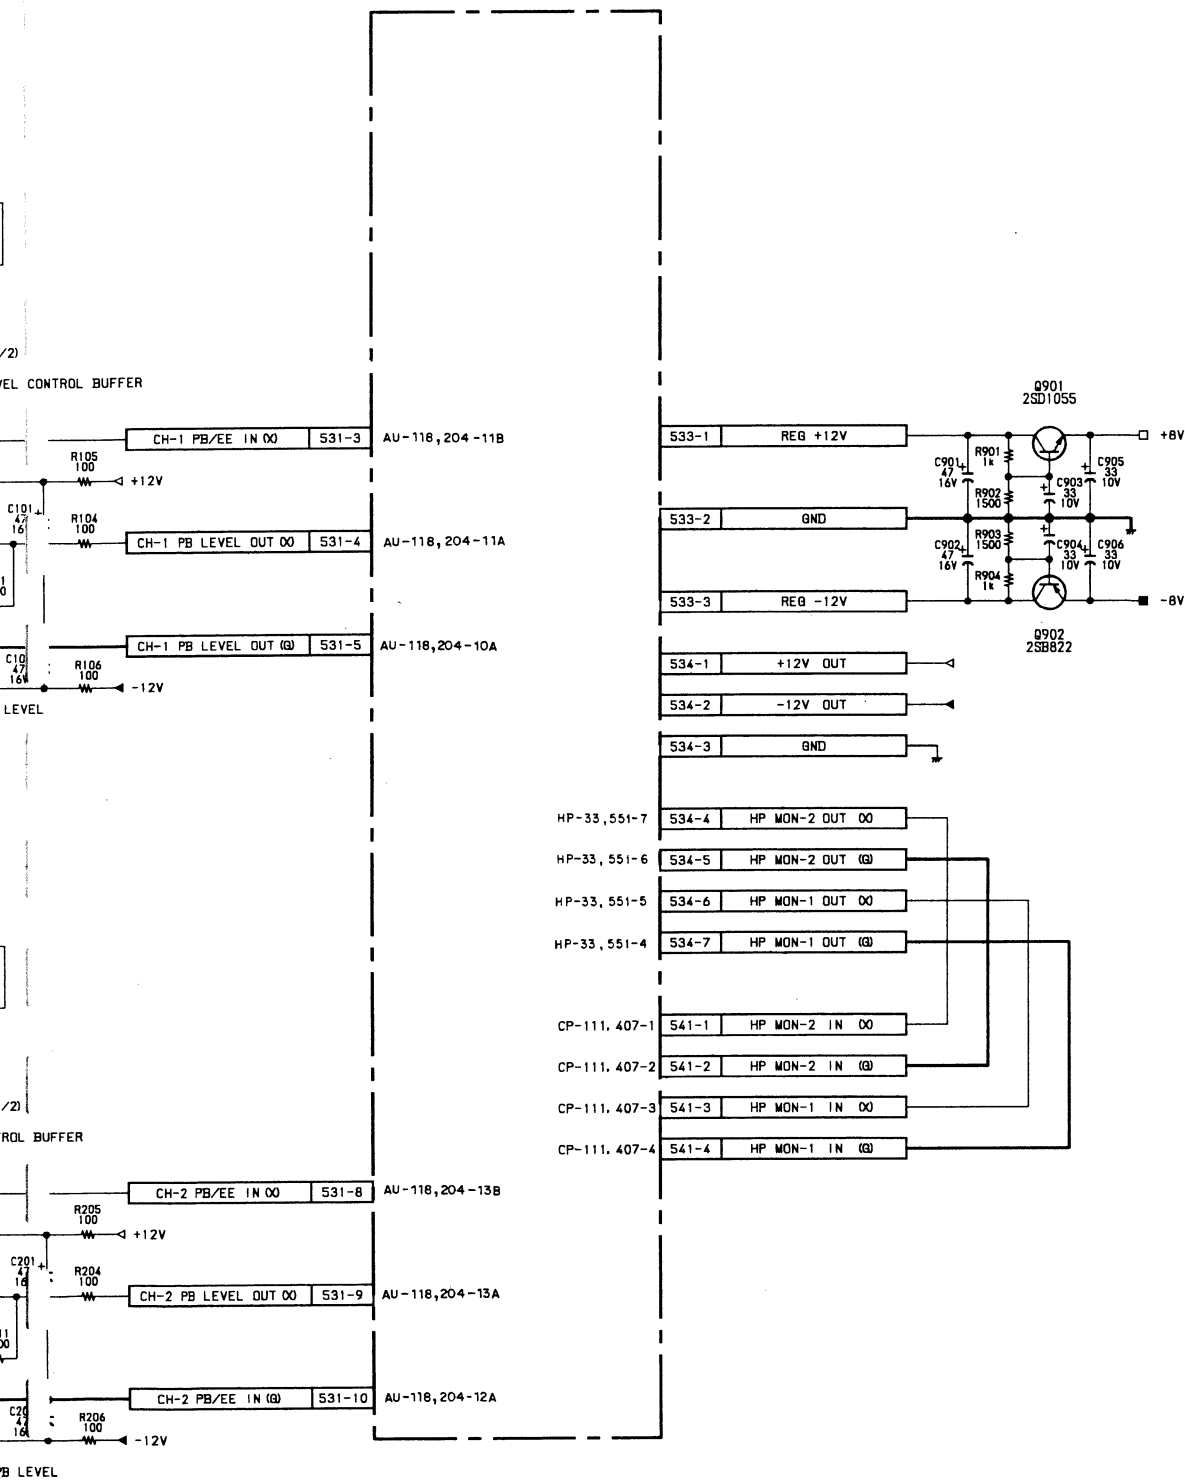 /2)
VEL CONTROL BUFFER
CH-1 PB/EE IN (X) 531-3 AU-118,204-11B
R105
100
+12V
C101 +
47
16
R104
100
CH-1 PB LEVEL OUT (X) 531-4 AU-118,204-11A
CH-1 PB LEVEL OUT (G) 531-5 AU-118,204-10A
C10
47
16V
R106
100
-12V
LEVEL
/2)
TROL BUFFER
CH-2 PB/EE IN (X) 531-8 AU-118,204-13B
R205
100
+12V
C201 +
47
16
R204
100
CH-2 PB LEVEL OUT (X) 531-9 AU-118,204-13A
CH-2 PB/EE IN (G) 531-10 AU-118,204-12A
C20
47
16
R206
100
-12V
PB LEVEL
533-1 REG +12V
533-2 GND
533-3 REG -12V
Q901
2SD1055
+8V
C901 +
47
16V
R901
1k
R902
1500
C903
33
10V
C905
33
10V
C902 +
47
16V
R903
1500
R904
1k
C904
33
10V
C906
33
10V
-8V
Q902
2SB822
534-1 +12V OUT
534-2 -12V OUT
534-3 GND
HP-33,551-7 534-4 HP MON-2 OUT (X)
HP-33,551-6 534-5 HP MON-2 OUT (G)
HP-33,551-5 534-6 HP MON-1 OUT (X)
HP-33,551-4 534-7 HP MON-1 OUT (G)
CP-111.407-1 541-1 HP MON-2 IN (X)
CP-111.407-2 541-2 HP MON-2 IN (G)
CP-111.407-3 541-3 HP MON-1 IN (X)
CP-111.407-4 541-4 HP MON-1 IN (G)